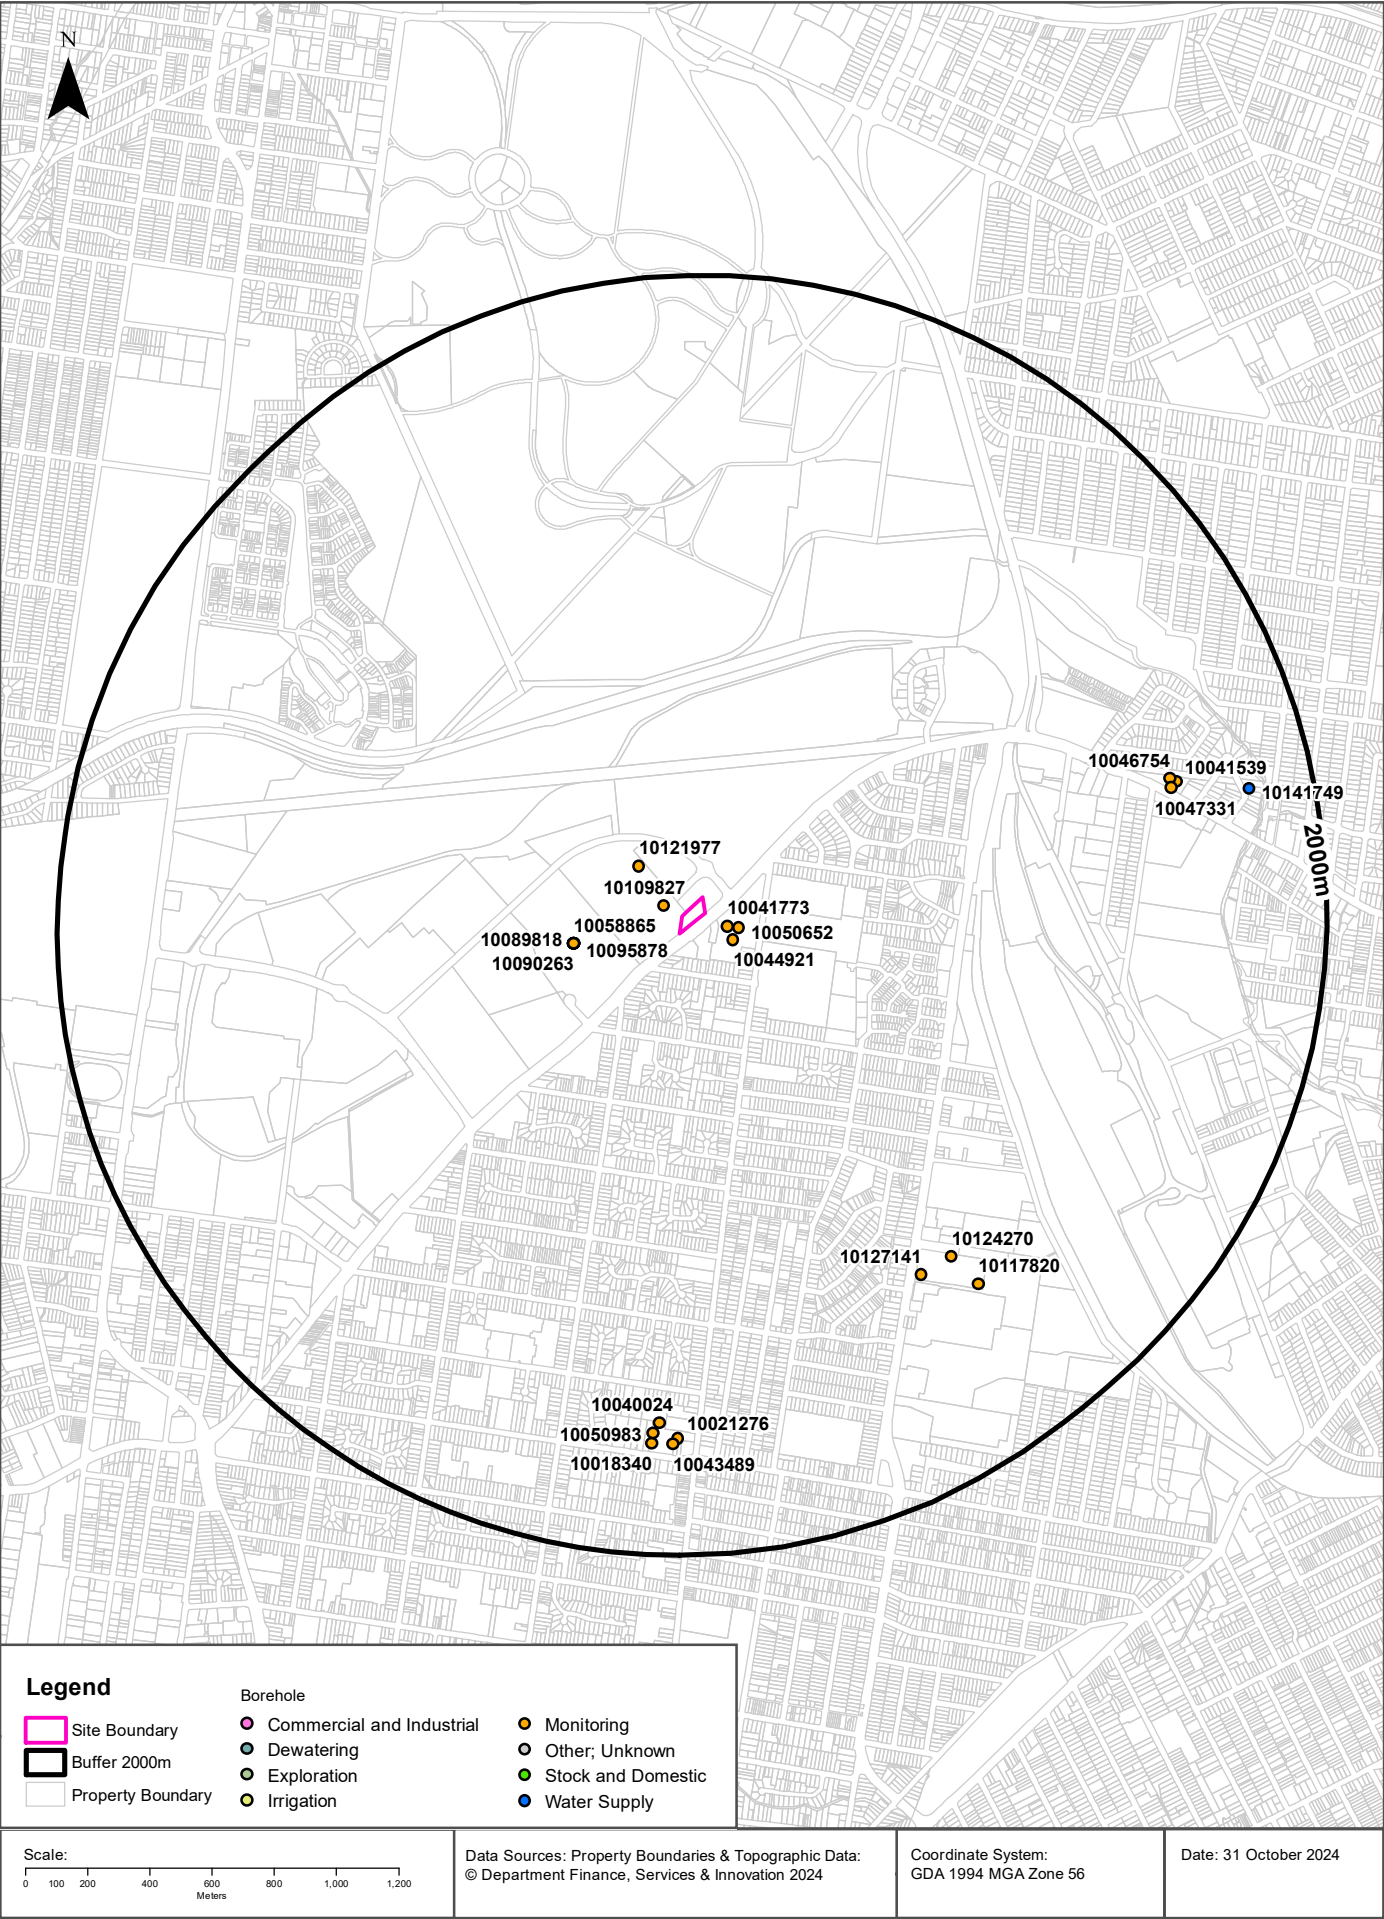 N
10046754
10041539
10141749
10047331
2000m
10121977
10109827
10041773
10058865
10050652
10089818
10095878
10090263
10044921
10124270
10127141
10117820
10040024
10021276
10050983
10018340
10043489
Legend
Site Boundary
Buffer 2000m
Property Boundary
Borehole
Commercial and Industrial
Dewatering
Exploration
Irrigation
Monitoring
Other; Unknown
Stock and Domestic
Water Supply
Scale:
0 100 200 400 600 800 1,000 1,200
Meters
Data Sources: Property Boundaries & Topographic Data:
© Department Finance, Services & Innovation 2024
Coordinate System:
GDA 1994 MGA Zone 56
Date: 31 October 2024